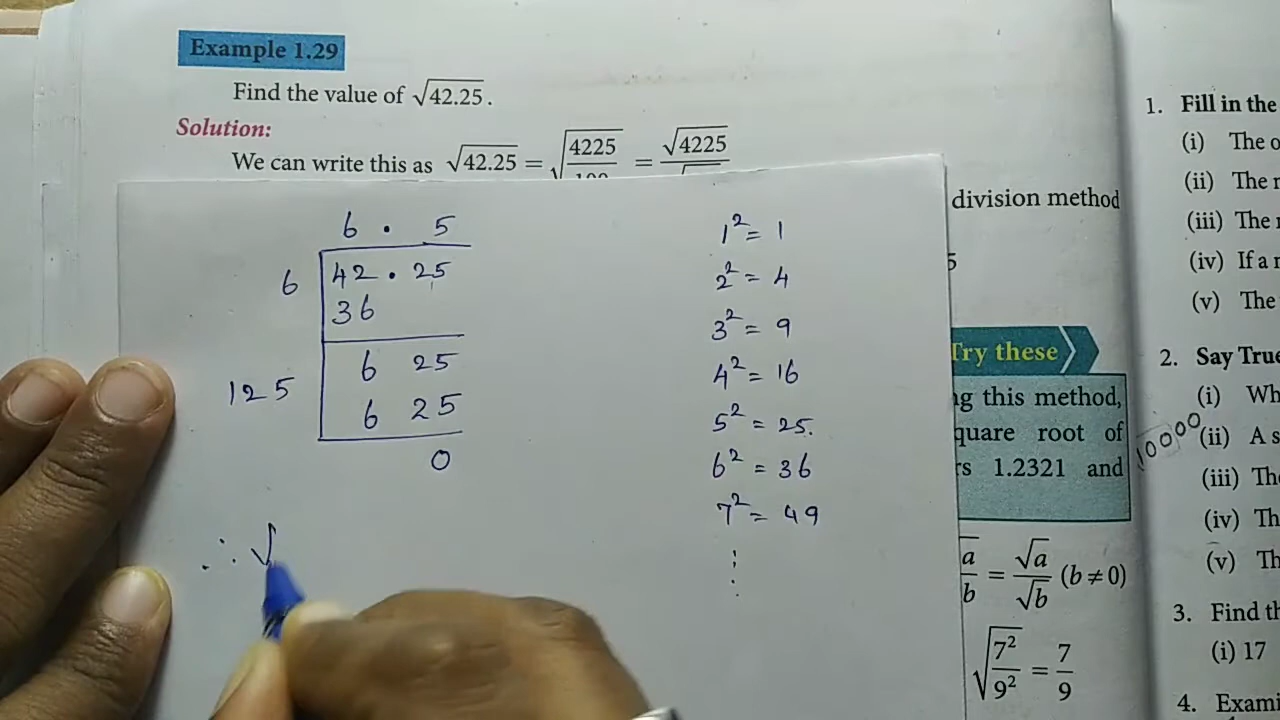 Example 1.29
Find the value of √42.25.
Solution:
We can write this as √42.25 = √4225/100 = √4225/√
6 . 5
6 42 . 25
36
6 25
125 6 25
0
∴ √
1² = 1
2² = 4
3² = 9
4² = 16
5² = 25.
6² = 36
7² = 49
⋮
division method
5
Try these
this method,
square root of
1.2321 and
10000
a/b = √a/√b (b ≠ 0)
√7²/9² = 7/9
1. Fill in the
(i) The
(ii) The
(iii) The
(iv) If a
(v) The
2. Say True
(i) Wh
(ii) A s
(iii) The
(iv) Th
(v) Th
3. Find th
(i) 17
4. Exami